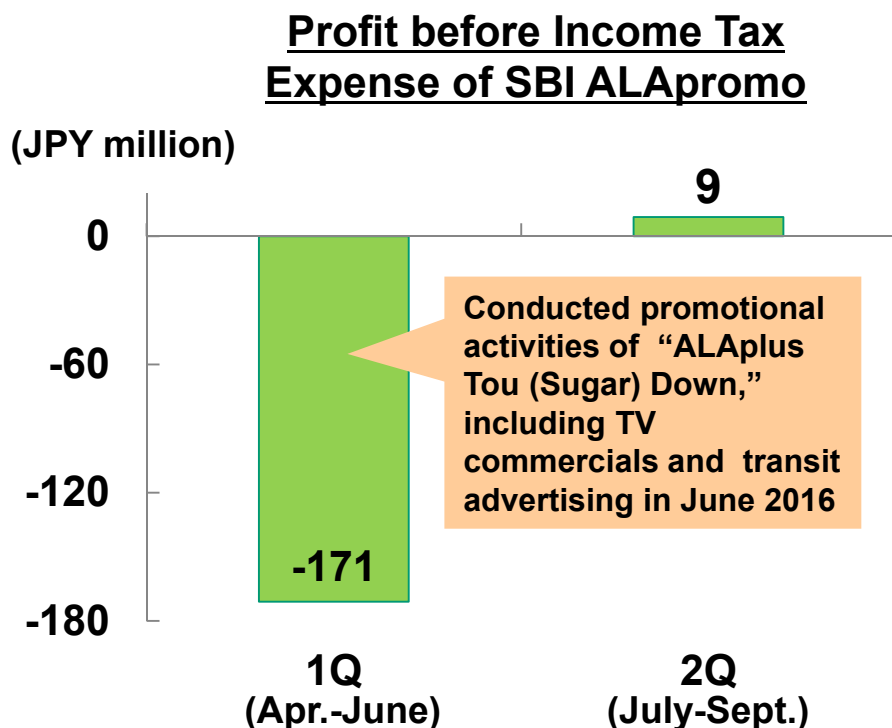 Profit before Income Tax
Expense of SBI ALApromo
(JPY million)
9
0
-60
-120
-180
Conducted promotional
activities of “ALAplus
Tou (Sugar) Down,”
including TV
commercials and transit
advertising in June 2016
-171
1Q
(Apr.-June)
2Q
(July-Sept.)